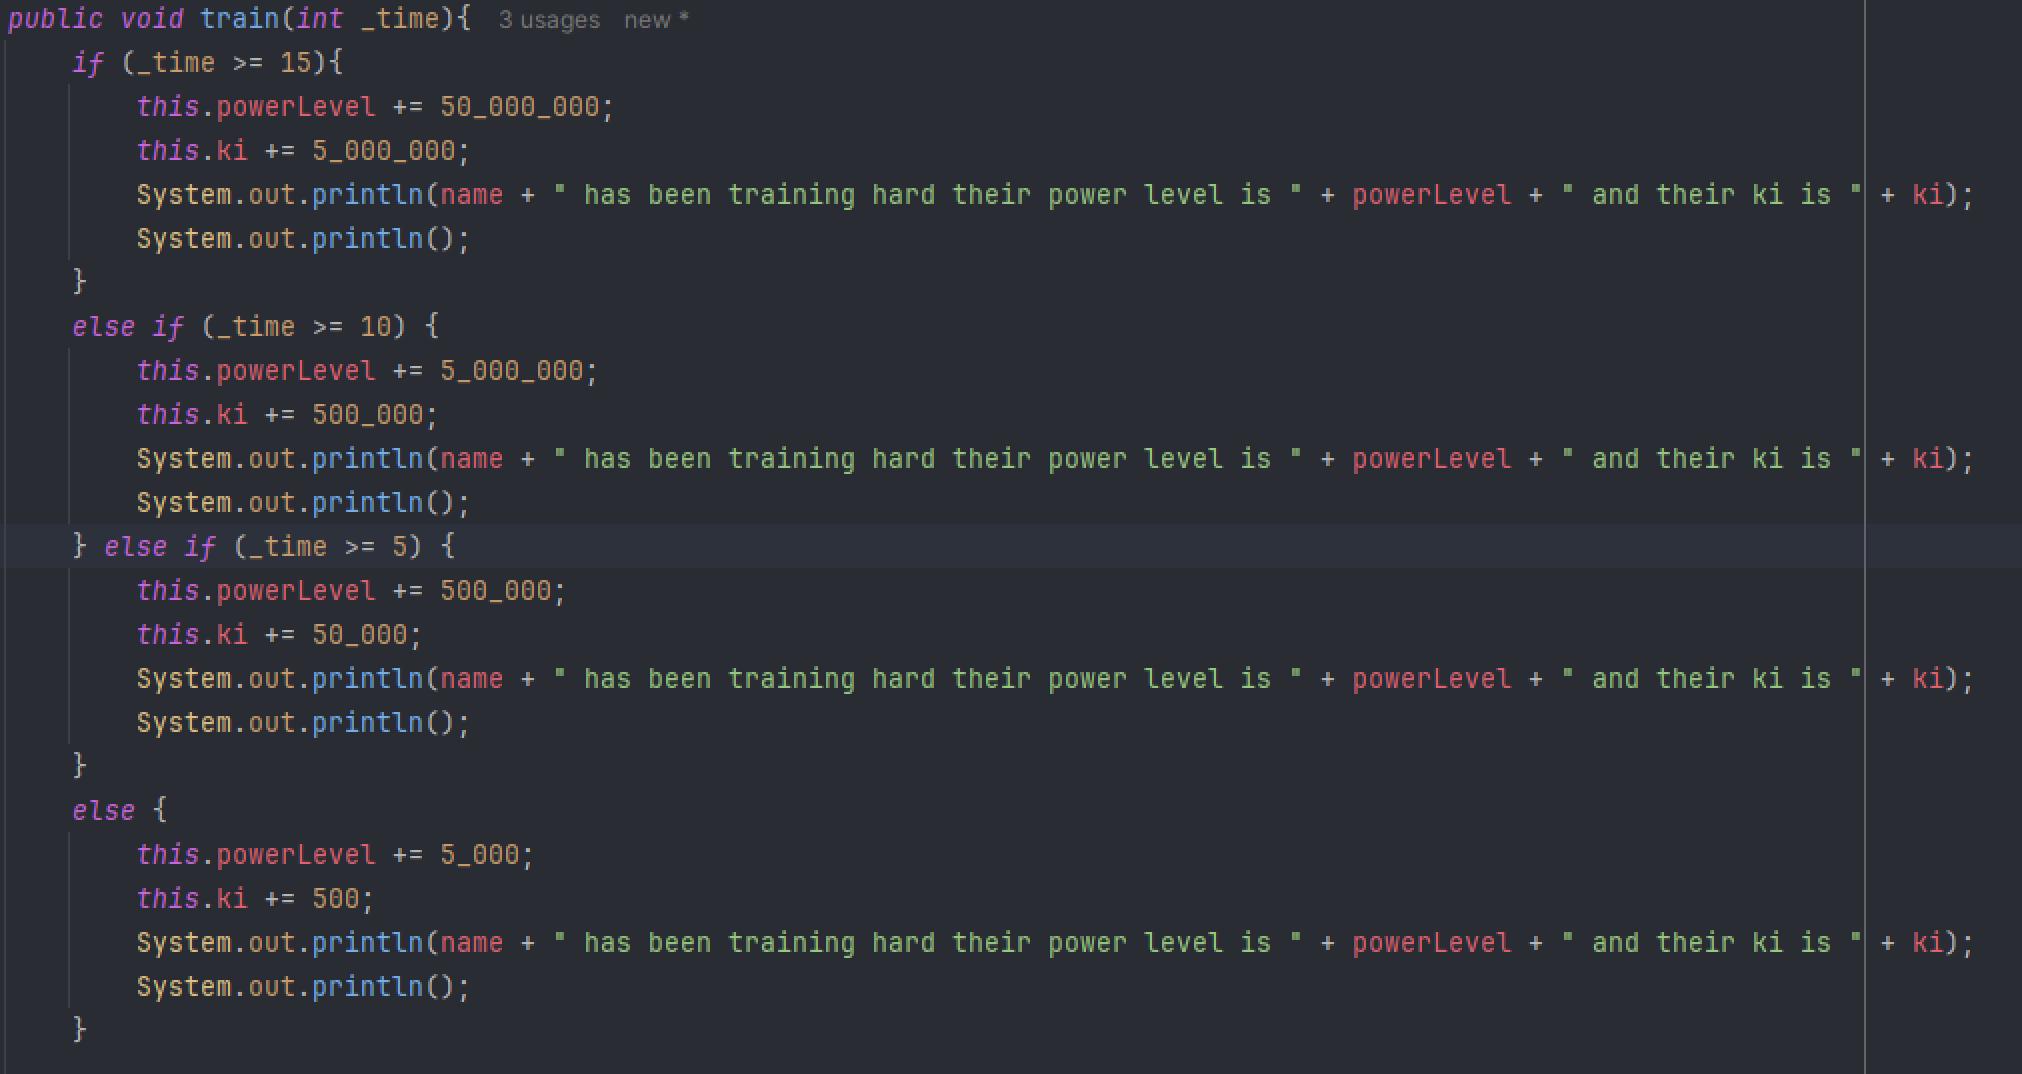 public void train(int _time){ 3 usages new *
if (_time >= 15){
this.powerLevel += 50_000_000;
this.ki += 5_000_000;
System.out.println(name + " has been training hard their power level is " + powerLevel + " and their ki is " + ki);
System.out.println();
}
else if (_time >= 10) {
this.powerLevel += 5_000_000;
this.ki += 500_000;
System.out.println(name + " has been training hard their power level is " + powerLevel + " and their ki is " + ki);
System.out.println();
} else if (_time >= 5) {
this.powerLevel += 500_000;
this.ki += 50_000;
System.out.println(name + " has been training hard their power level is " + powerLevel + " and their ki is " + ki);
System.out.println();
}
else {
this.powerLevel += 5_000;
this.ki += 500;
System.out.println(name + " has been training hard their power level is " + powerLevel + " and their ki is " + ki);
System.out.println();
}